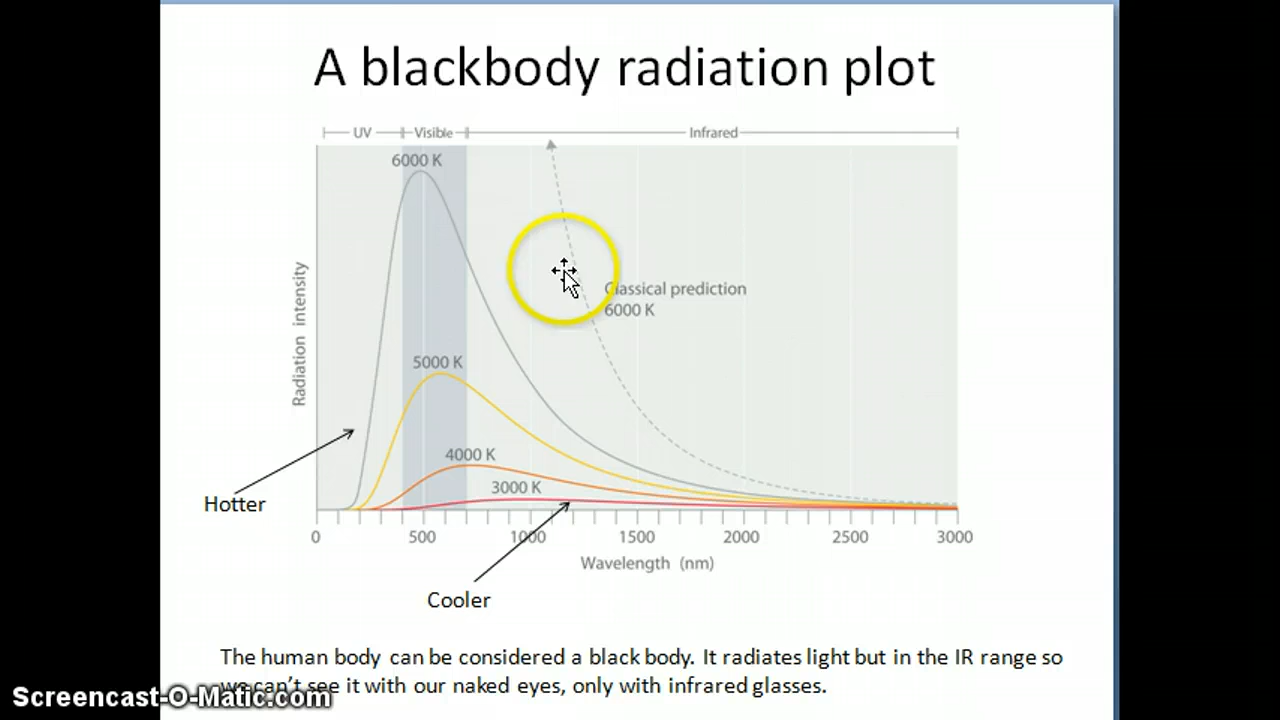 A blackbody radiation plot
UV Visible Infrared
6000 K
Classical prediction
6000 K
5000 K
4000 K
3000 K
Radiation intensity
Hotter
0 500 1000 1500 2000 2500 3000
Wavelength (nm)
Cooler
The human body can be considered a black body. It radiates light but in the IR range so
we can't see it with our naked eyes, only with infrared glasses.
Screencast-O-Matic.com